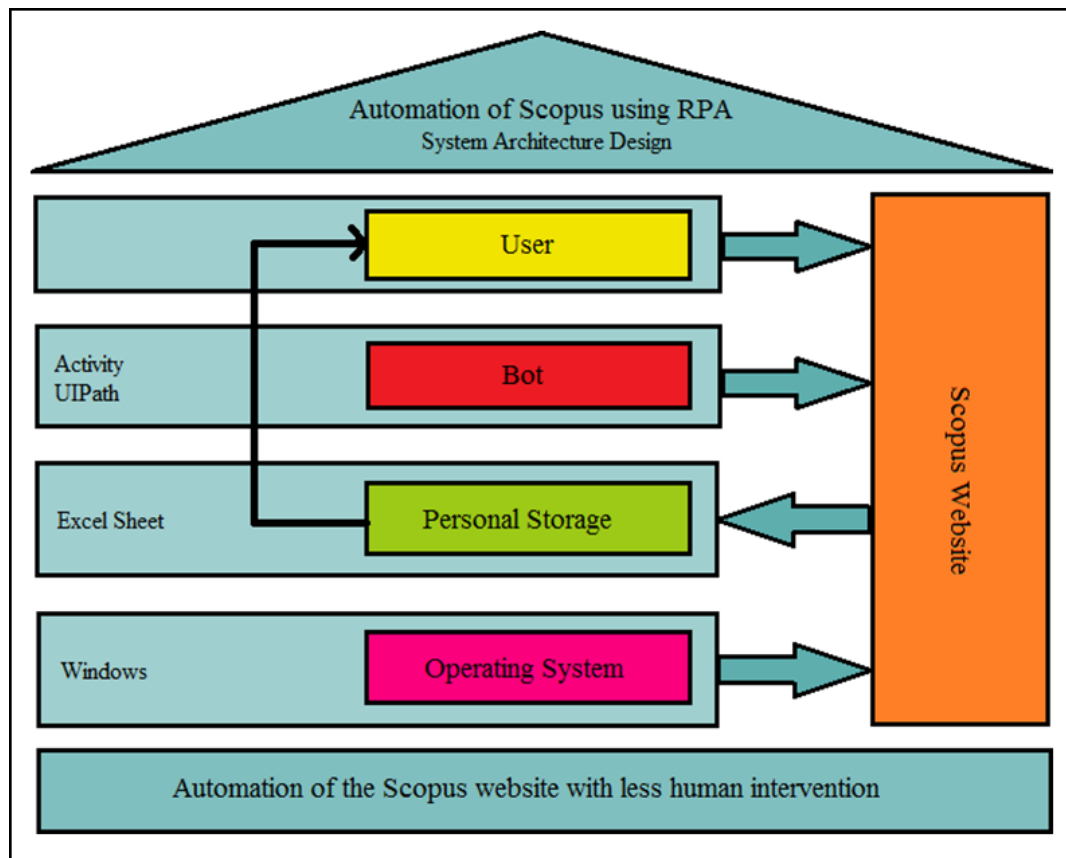 Automation of Scopus using RPA
System Architecture Design
User
Activity
UIPath
Bot
Excel Sheet
Personal Storage
Windows
Operating System
Scopus Website
Automation of the Scopus website with less human intervention